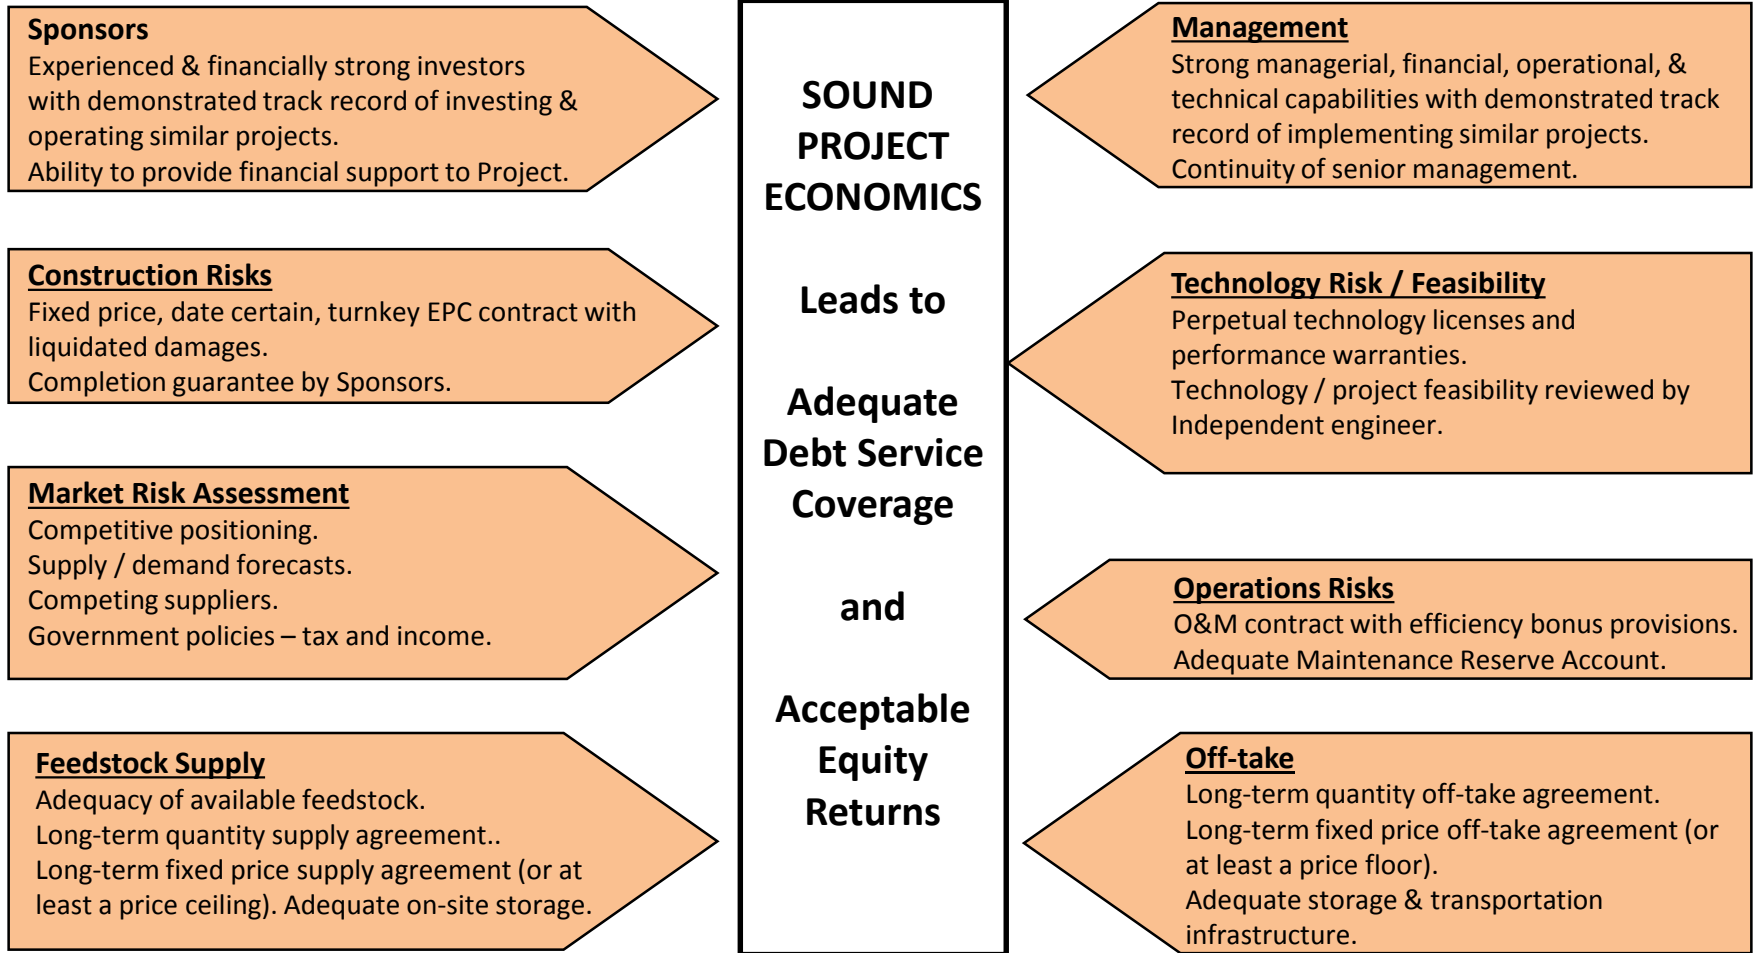 Sponsors
Experienced & financially strong investors
with demonstrated track record of investing &
operating similar projects.
Ability to provide financial support to Project.
Construction Risks
Fixed price, date certain, turnkey EPC contract with
liquidated damages.
Completion guarantee by Sponsors.
Market Risk Assessment
Competitive positioning.
Supply / demand forecasts.
Competing suppliers.
Government policies – tax and income.
Feedstock Supply
Adequacy of available feedstock.
Long-term quantity supply agreement..
Long-term fixed price supply agreement (or at
least a price ceiling). Adequate on-site storage.
SOUND
PROJECT
ECONOMICS
Leads to
Adequate
Debt Service
Coverage
and
Acceptable
Equity
Returns
Management
Strong managerial, financial, operational, &
technical capabilities with demonstrated track
record of implementing similar projects.
Continuity of senior management.
Technology Risk / Feasibility
Perpetual technology licenses and
performance warranties.
Technology / project feasibility reviewed by
Independent engineer.
Operations Risks
O&M contract with efficiency bonus provisions.
Adequate Maintenance Reserve Account.
Off-take
Long-term quantity off-take agreement.
Long-term fixed price off-take agreement (or
at least a price floor).
Adequate storage & transportation
infrastructure.